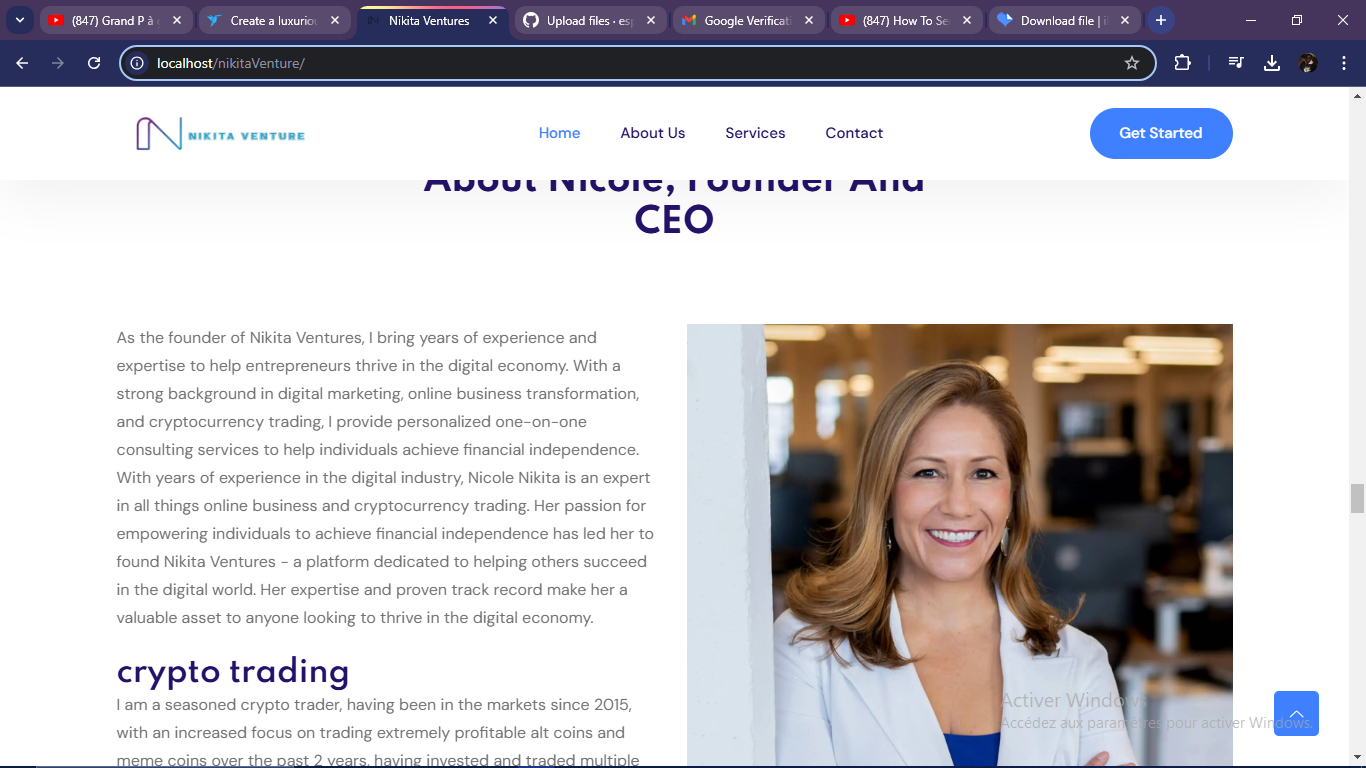 (847) Grand P à
Create a luxurio
Nikita Ventures
Upload files · esp
Google Verificati
(847) How To Se
Download file | i
localhost/nikitaVenture/
NIKITA VENTURE
Home
About Us
Services
Contact
Get Started
About Nicole, Founder And
CEO
As the founder of Nikita Ventures, I bring years of experience and
expertise to help entrepreneurs thrive in the digital economy. With a
strong background in digital marketing, online business transformation,
and cryptocurrency trading, I provide personalized one-on-one
consulting services to help individuals achieve financial independence.
With years of experience in the digital industry, Nicole Nikita is an expert
in all things online business and cryptocurrency trading. Her passion for
empowering individuals to achieve financial independence has led her to
found Nikita Ventures - a platform dedicated to helping others succeed
in the digital world. Her expertise and proven track record make her a
valuable asset to anyone looking to thrive in the digital economy.
crypto trading
I am a seasoned crypto trader, having been in the markets since 2015,
with an increased focus on trading extremely profitable alt coins and
meme coins over the past 2 years, having invested and traded multiple
Activer Windows
Accédez aux paramètres pour activer Windows.